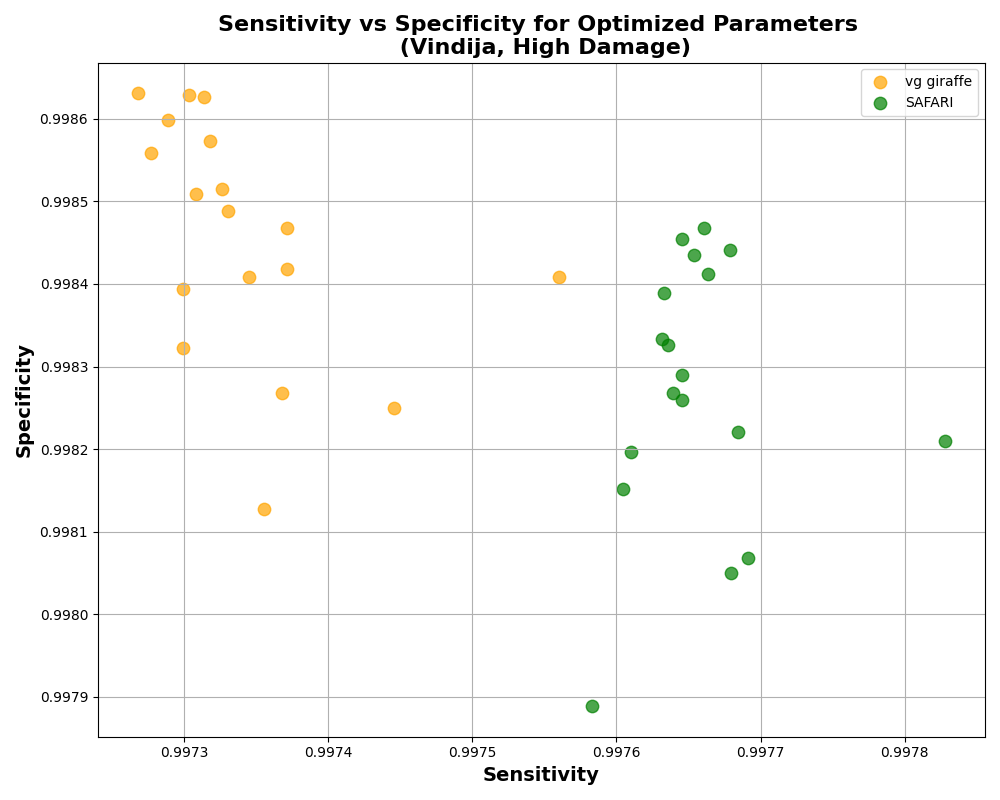 Sensitivity vs Specificity for Optimized Parameters
(Vindija, High Damage)
vg giraffe
SAFARI
Specificity
0.9986
0.9985
0.9984
0.9983
0.9982
0.9981
0.9980
0.9979
0.9973 0.9974 0.9975 0.9976 0.9977 0.9978
Sensitivity